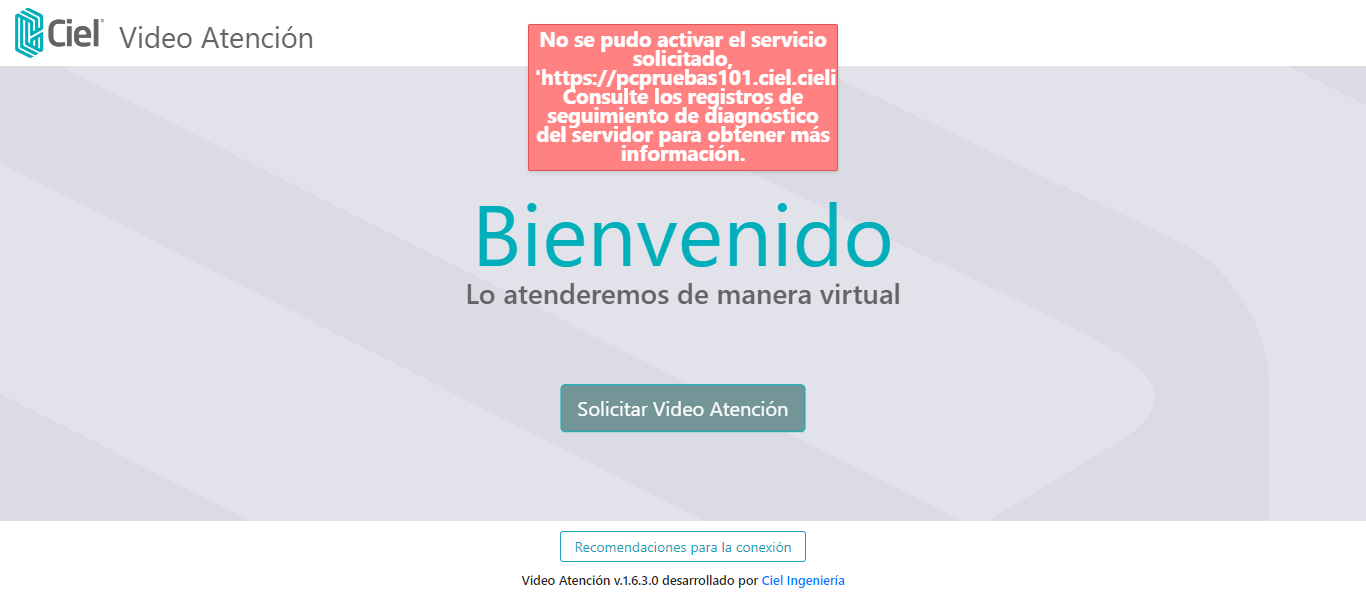 Ciel®
Video Atención
No se pudo activar el servicio
solicitado,
'https://pcpruebas101.ciel.cieli
Consulte los registros de
seguimiento de diagnóstico
del servidor para obtener más
información.
Bienvenido
Lo atenderemos de manera virtual
Solicitar Video Atención
Recomendaciones para la conexión
Video Atención v.1.6.3.0 desarrollado por Ciel Ingeniería